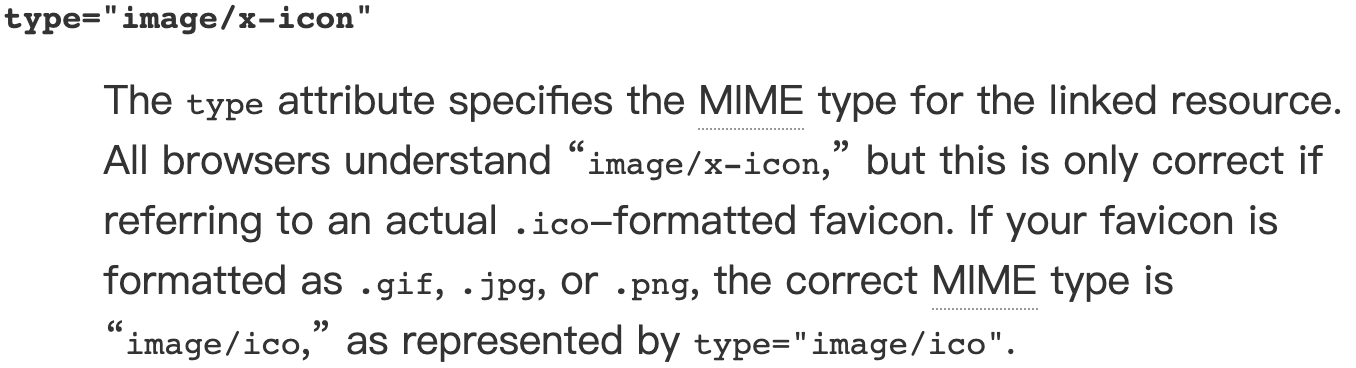 type="image/x-icon"
The type attribute specifies the MIME type for the linked resource.
All browsers understand “image/x-icon,” but this is only correct if
referring to an actual .ico–formatted favicon. If your favicon is
formatted as .gif, .jpg, or .png, the correct MIME type is
“image/ico,” as represented by type="image/ico".